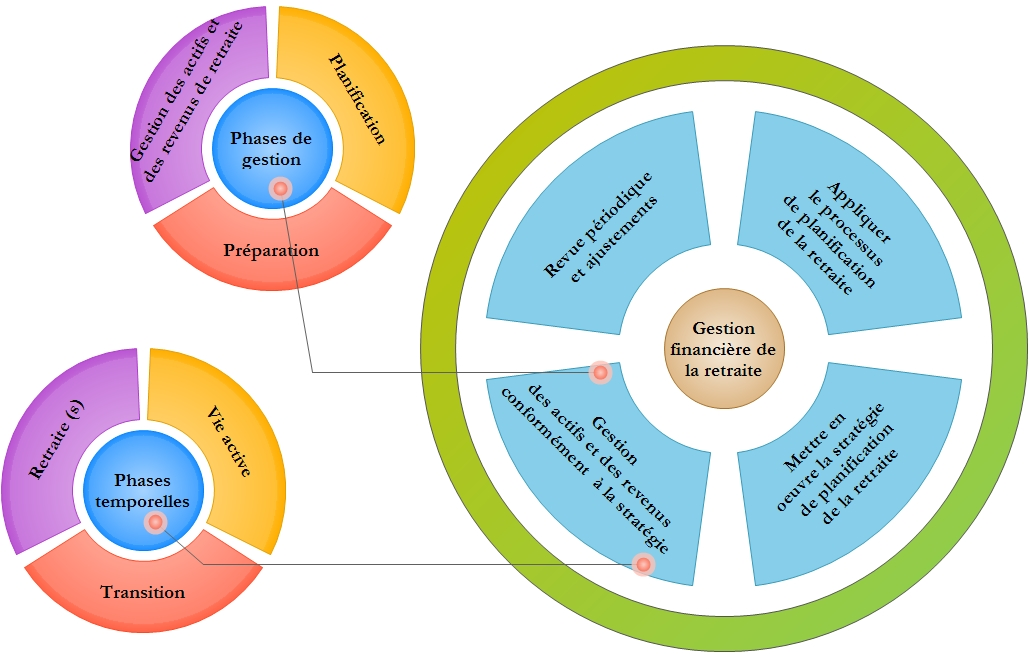 Gestion des actifs et
des revenus de retraite
Planification
Phases de
gestion
Préparation
Retraite (s)
Vie active
Phases
temporelles
Transition
Revue périodique
et ajustements
Appliquer
le processus
de planification
de la retraite
Gestion
financière de
la retraite
Gestion
des actifs et des revenus
conformément à la stratégie
Mettre en
oeuvre la stratégie
de planification
de la retraite